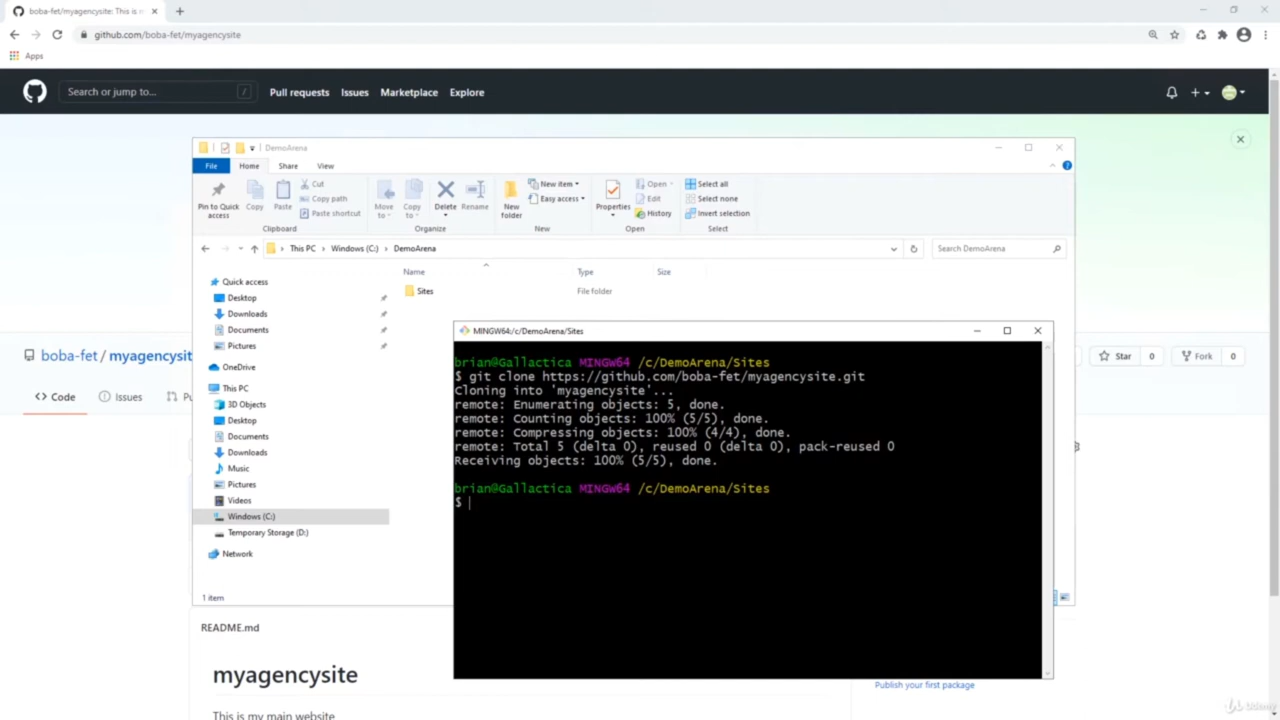 boba-fet/myagencysite: This is m
github.com/boba-fet/myagencysite
Apps
Search or jump to...
/
Pull requests
Issues
Marketplace
Explore
DemoArena
File
Home
Share
View
Pin to Quick access
Copy
Paste
Cut
Copy path
Paste shortcut
Clipboard
Move to
Copy to
Delete
Rename
Organize
New folder
New item
Easy access
New
Properties
Open
Edit
History
Open
Select all
Select none
Invert selection
Select
This PC > Windows (C:) > DemoArena
Search DemoArena
Name
Type
Size
Sites
File folder
Quick access
Desktop
Downloads
Documents
Pictures
OneDrive
This PC
3D Objects
Desktop
Documents
Downloads
Music
Pictures
Videos
Windows (C:)
Temporary Storage (D:)
Network
1 item
boba-fet / myagencysit
Star 0
Fork 0
Code
Issues
Pu
MINGW64:/c/DemoArena/Sites
brian@Gallactica MINGW64 /c/DemoArena/Sites
$ git clone https://github.com/boba-fet/myagencysite.git
Cloning into 'myagencysite'...
remote: Enumerating objects: 5, done.
remote: Counting objects: 100% (5/5), done.
remote: Compressing objects: 100% (4/4), done.
remote: Total 5 (delta 0), reused 0 (delta 0), pack-reused 0
Receiving objects: 100% (5/5), done.
brian@Gallactica MINGW64 /c/DemoArena/Sites
$
README.md
myagencysite
This is my main website
Publish your first package
Udemy